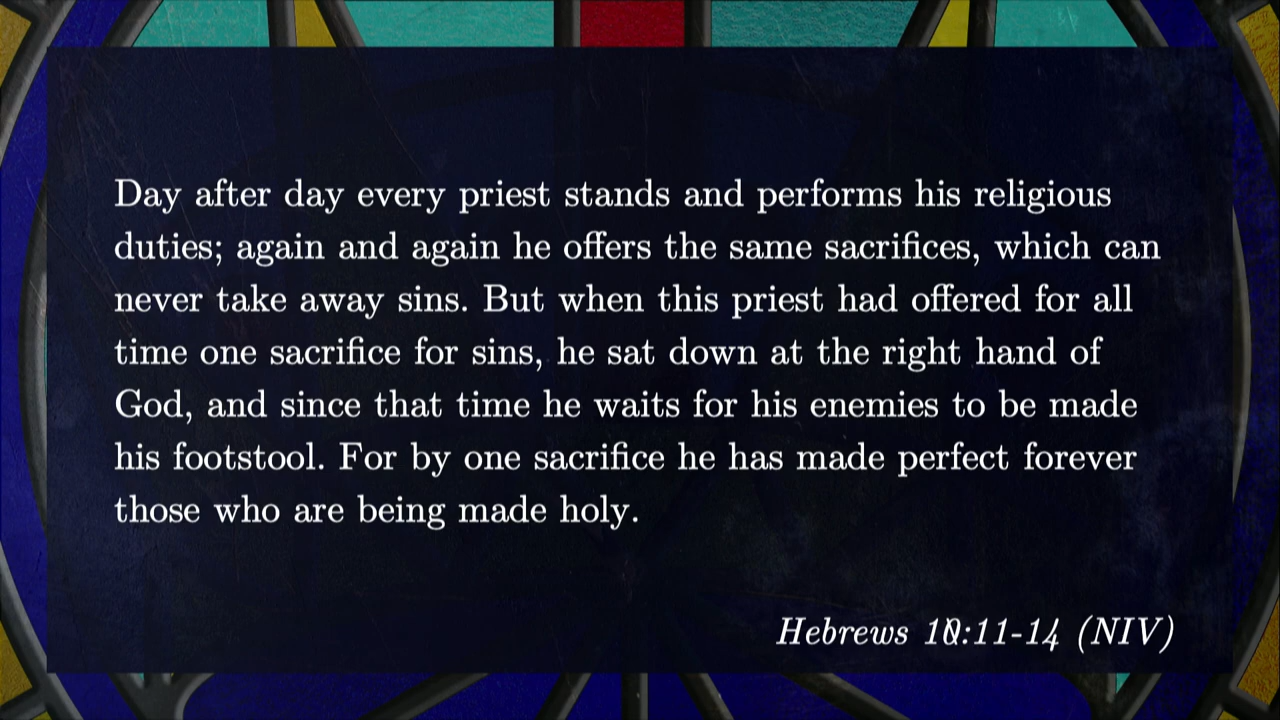 Day after day every priest stands and performs his religious
duties; again and again he offers the same sacrifices, which can
never take away sins. But when this priest had offered for all
time one sacrifice for sins, he sat down at the right hand of
God, and since that time he waits for his enemies to be made
his footstool. For by one sacrifice he has made perfect forever
those who are being made holy.
Hebrews 10:11-14 (NIV)